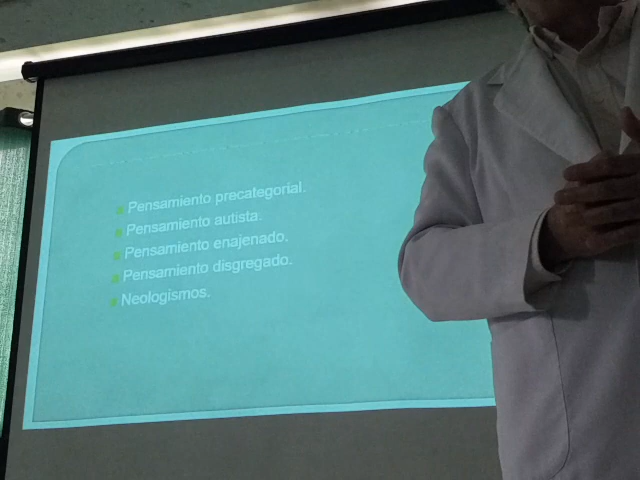 Pensamiento precategorial.
Pensamiento autista.
Pensamiento enajenado.
Pensamiento disgregado.
Neologismos.